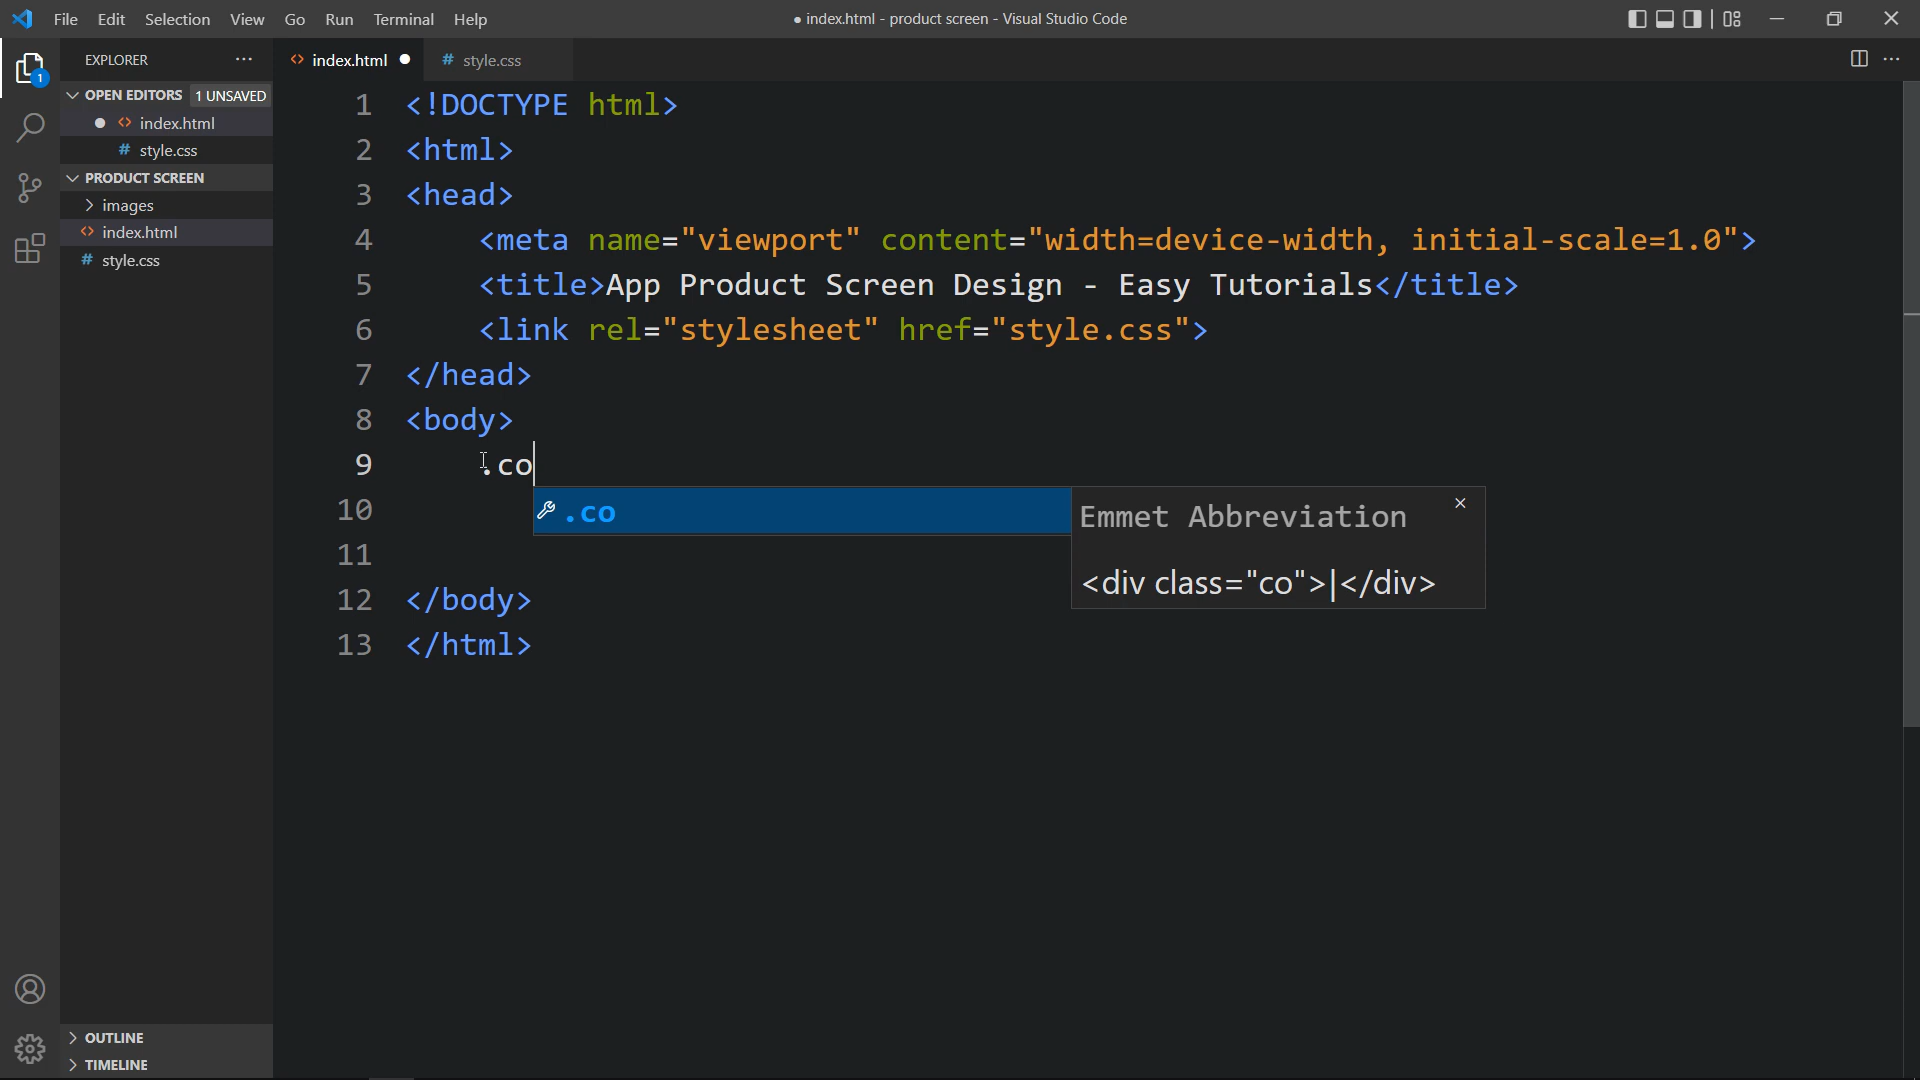 File Edit Selection View Go Run Terminal Help
● index.html - product screen - Visual Studio Code
EXPLORER ···
index.html ●
# style.css
1
OPEN EDITORS 1 UNSAVED
● <> index.html
# style.css
PRODUCT SCREEN
> images
<> index.html
# style.css
OUTLINE
TIMELINE
1 <!DOCTYPE html>
2 <html>
3 <head>
4 <meta name="viewport" content="width=device-width, initial-scale=1.0">
5 <title>App Product Screen Design - Easy Tutorials</title>
6 <link rel="stylesheet" href="style.css">
7 </head>
8 <body>
9 .co
10
11
12 </body>
13 </html>
.co
Emmet Abbreviation
<div class="co">|</div>